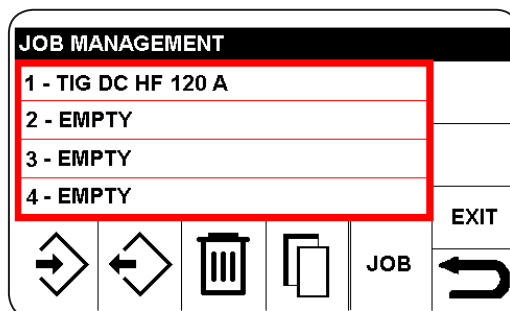 JOB MANAGEMENT
1 - TIG DC HF 120 A
2 - EMPTY
3 - EMPTY
4 - EMPTY
EXIT
JOB